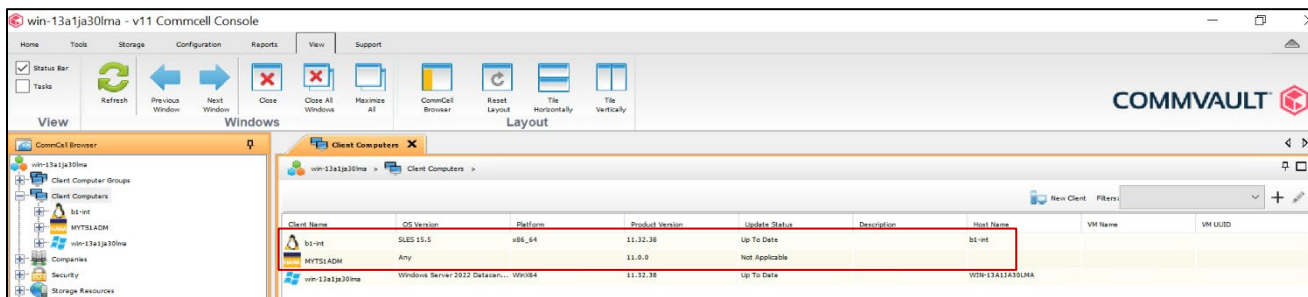 win-13a1ja30lma - v11 Commcell Console
Home Tools Storage Configuration Reports View Support
Status Bar
Tasks
Refresh
Previous Window
Next Window
Close
Close All Windows
Maximize All
CommCell Browser
Reset Layout
Tile Horizontally
Tile Vertically
View Windows Layout
COMMVAULT
CommCell Browser
win-13a1ja30lma
Client Computer Groups
Client Computers
b1-int
MYTS1ADM
win-13a1ja30lma
Companies
Security
Storage Resources
Client Computers
win-13a1ja30lma > Client Computers >
New Client Filters:
Client Name OS Version Platform Product Version Update Status Description Host Name VM Name VM UUID
b1-int SLES 15.5 x86_64 11.32.38 Up To Date b1-int
MYTS1ADM Any 11.0.0 Not Applicable
win-13a1ja30lma Windows Server 2022 Datacen... WinX64 11.32.38 Up To Date WIN-13A1JA30LMA